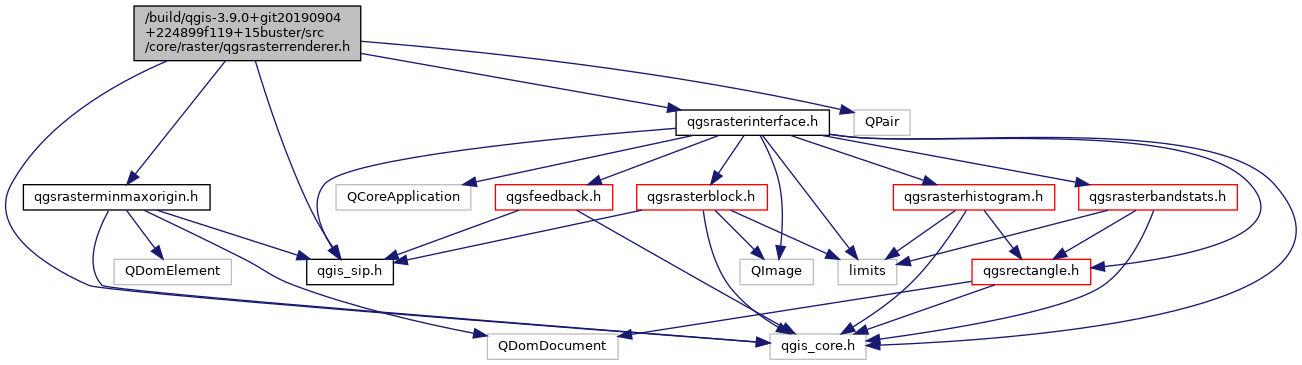 /build/qgis-3.9.0+git20190904
+224899f119+15buster/src
/core/raster/qgsrasterrenderer.h
qgsrasterinterface.h
QPair
qgsrasterminmaxorigin.h
QCoreApplication
qgsfeedback.h
qgsrasterblock.h
qgsrasterhistogram.h
qgsrasterbandstats.h
QDomElement
qgis_sip.h
QImage
limits
qgsrectangle.h
QDomDocument
qgis_core.h